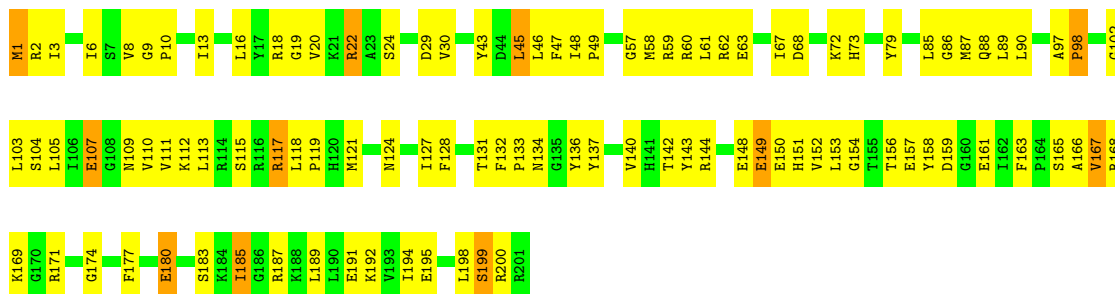 M1 R2 I3 I6 S7 V8 G9 P10 I13 L16 Y17 R18 G19 V20 K21 R22 A23 S24 D29 V30 Y43 D44 L45 L46 F47 I48 P49 G57 M58 R59 R60 L61 R62 E63 I67 D68 K72 H73 Y79 L85 G86 M87 Q88 L89 L90 A97 P98
L103 S104 L105 I106 E107 G108 N109 V110 V111 K112 L113 R114 S115 R116 R117 L118 P119 H120 M121 N124 I127 F128 T131 F132 P133 N134 G135 Y136 Y137 V140 H141 T142 Y143 R144 E148 E149 E150 H151 V152 L153 G154 T155 T156 E157 Y158 D159 G160 E161 I162 F163 P164 S165 A166 V167
K169 G170 R171 G174 F177 E180 S183 K184 I185 G186 R187 K188 L189 L190 E191 K192 V193 I194 E195 L198 S199 R200 R201